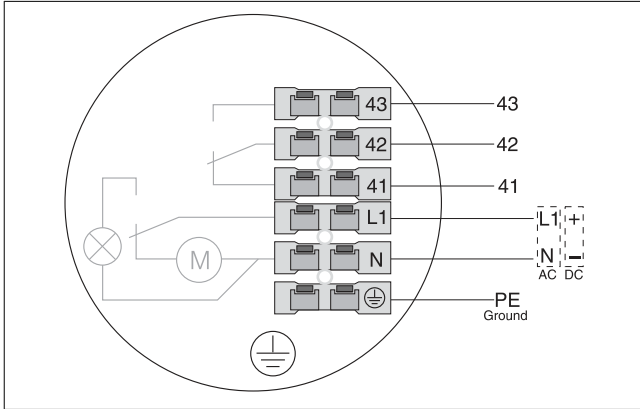 43 43
42 42
41 41
L1 L1 +
M N N −
AC DC
PE
Ground